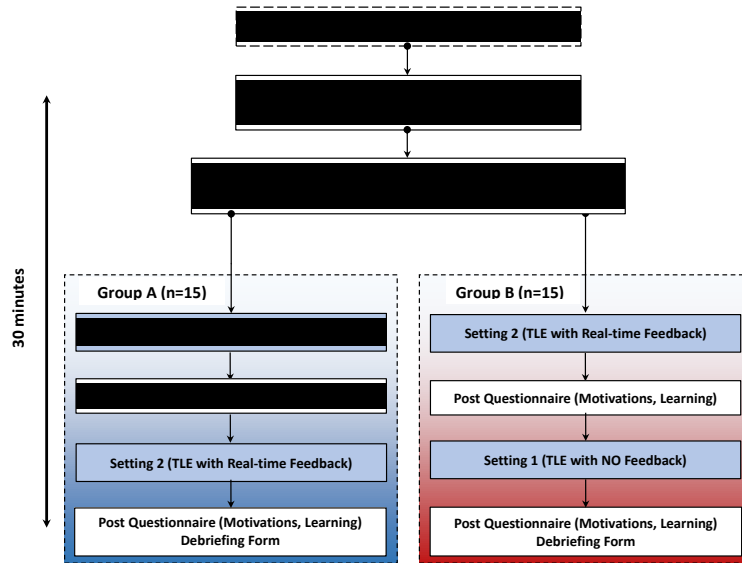 30 minutes
Group A (n=15)
Setting 2 (TLE with Real-time Feedback)
Post Questionnaire (Motivations, Learning)
Debriefing Form
Group B (n=15)
Setting 2 (TLE with Real-time Feedback)
Post Questionnaire (Motivations, Learning)
Setting 1 (TLE with NO Feedback)
Post Questionnaire (Motivations, Learning)
Debriefing Form